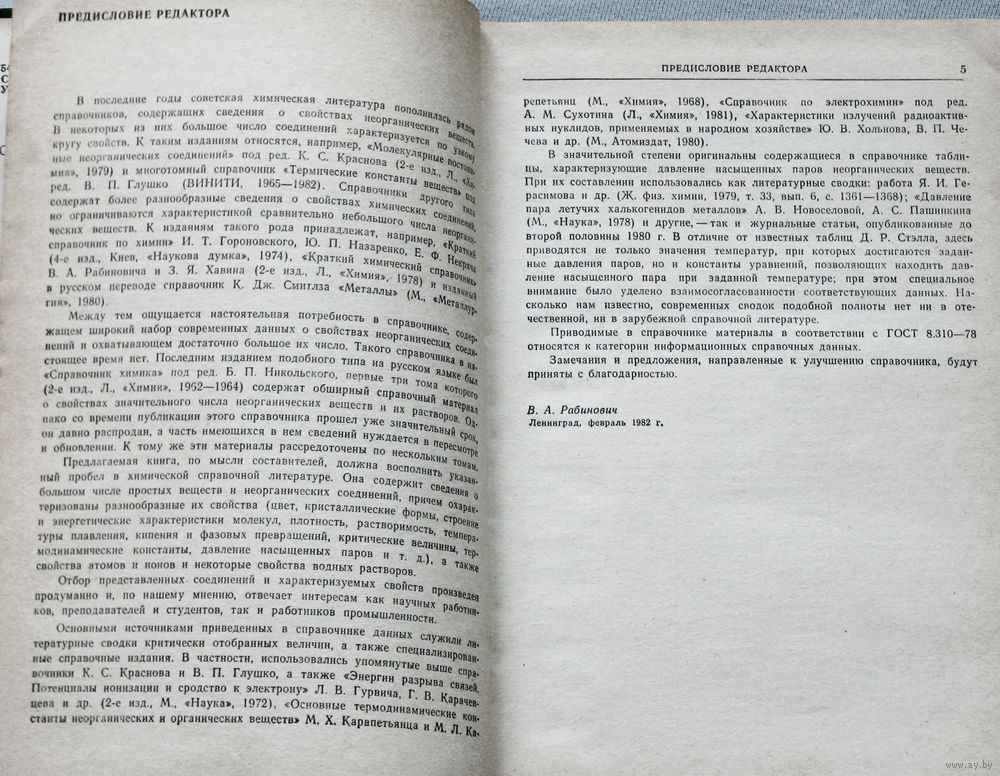 ПРЕДИСЛОВИЕ РЕДАКТОРА
В последние годы советская химическая литература пополнилась рядом
справочников, содержащих сведения о свойствах неорганических веществ.
В некоторых из них большое число соединений характеризуется по узкому
кругу свойств. К таким изданиям относятся, например, «Молекулярные постоян-
ные неорганических соединений» под ред. К. С. Краснова (2-е изд., Л., «Хи-
мия», 1979) и многотомный справочник «Термические константы веществ» под
ред. В. П. Глушко (ВИНИТИ, 1965—1982). Справочники другого типа
содержат более разнообразные сведения о свойствах химических соединений,
но ограничиваются характеристикой сравнительно небольшого числа неоргани-
ческих веществ. К изданиям такого рода принадлежат, например, «Краткий
справочник по химии» И. Т. Гороновского, Ю. П. Назаренко, Е. Ф. Некряча
(4-е изд., Киев, «Наукова думка», 1974), «Краткий химический справочник»
В. А. Рабиновича и З. Я. Хавина (2-е изд., Л., «Химия», 1978) и изданный
в русском переводе справочник К. Дж. Смитлза «Металлы» (М., «Металлур-
гия», 1980).
Между тем ощущается настоятельная потребность в справочнике, содер-
жащем широкий набор современных данных о свойствах неорганических соеди-
нений и охватывающем достаточно большое их число. Такого справочника в на-
стоящее время нет. Последним изданием подобного типа на русском языке был
«Справочник химика» под ред. Б. П. Никольского, первые три тома которого
(2-е изд., Л., «Химия», 1962—1964) содержат обширный справочный материал
о свойствах значительного числа неорганических веществ и их растворов. Од-
нако со времени публикации этого справочника прошел уже значительный срок,
он давно распродан, а часть имеющихся в нем сведений нуждается в пересмотре
и обновлении. К тому же эти материалы рассредоточены по нескольким томам.
Предлагаемая книга, по мысли составителей, должна восполнить указан-
ный пробел в химической справочной литературе. Она содержит сведения о
большом числе простых веществ и неорганических соединений, причем охарак-
теризованы разнообразные их свойства (цвет, кристаллические формы, строение
и энергетические характеристики молекул, плотность, растворимость, темпера-
туры плавления, кипения и фазовых превращений, критические величины, тер-
модинамические константы, давление насыщенных паров и т. д.), а также
свойства атомов и ионов и некоторые свойства водных растворов.
Отбор представленных соединений и характеризуемых свойств произведен
продуманно и, по нашему мнению, отвечает интересам как научных работни-
ков, преподавателей и студентов, так и работников промышленности.
Основными источниками приведенных в справочнике данных служили ли-
тературные сводки критически отобранных величин, а также специализирован-
ные справочные издания. В частности, использовались упомянутые выше спра-
вочники К. С. Краснова и В. П. Глушко, а также «Энергии разрыва связей.
Потенциалы ионизации и сродство к электрону» Л. В. Гурвича, Г. В. Карачев-
цева и др. (2-е изд., М., «Наука», 1972), «Основные термодинамические кон-
станты неорганических и органических веществ» М. Х. Карапетьянца и М. Л. Ка-
ПРЕДИСЛОВИЕ РЕДАКТОРА 5
репетьянц (М., «Химия», 1968), «Справочник по электрохимии» под ред.
А. М. Сухотина (Л., «Химия», 1981), «Характеристики излучений радиоактив-
ных нуклидов, применяемых в народном хозяйстве» Ю. В. Хольнова, В. П. Че-
чева и др. (М., Атомиздат, 1980).
В значительной степени оригинальны содержащиеся в справочнике табли-
цы, характеризующие давление насыщенных паров неорганических веществ.
При их составлении использовались как литературные сводки: работа Я. И. Ге-
расимова и др. (Ж. физ. химии, 1979, т. 33, вып. 6, с. 1361—1368); «Давление
пара летучих халькогенидов металлов» А. В. Новоселовой, А. С. Пашинкина
(М., «Наука», 1978) и другие, — так и журнальные статьи, опубликованные до
второй половины 1980 г. В отличие от известных таблиц Д. Р. Стэлла, здесь
приводятся не только значения температур, при которых достигаются задан-
ные давления паров, но и константы уравнений, позволяющих находить дав-
ление насыщенного пара при заданной температуре; при этом специальное
внимание было уделено взаимосогласованности соответствующих данных. На-
сколько нам известно, современных сводок подобной полноты нет ни в оте-
чественной, ни в зарубежной справочной литературе.
Приводимые в справочнике материалы в соответствии с ГОСТ 8.310—78
относятся к категории информационных справочных данных.
Замечания и предложения, направленные к улучшению справочника, будут
приняты с благодарностью.
В. А. Рабинович
Ленинград, февраль 1982 г.
www.ay.by